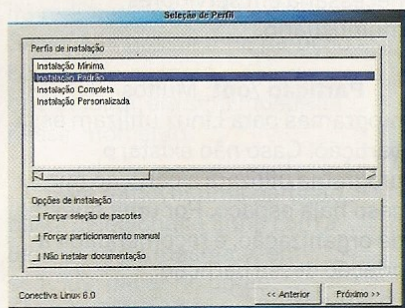 Seleção de Perfil
Perfis de instalação
Instalação Mínima
Instalação Padrão
Instalação Completa
Instalação Personalizada
Opções de instalação
Forçar seleção de pacotes
Forçar particionamento manual
Não instalar documentação
Conectiva Linux 6.0
<< Anterior
Próximo >>